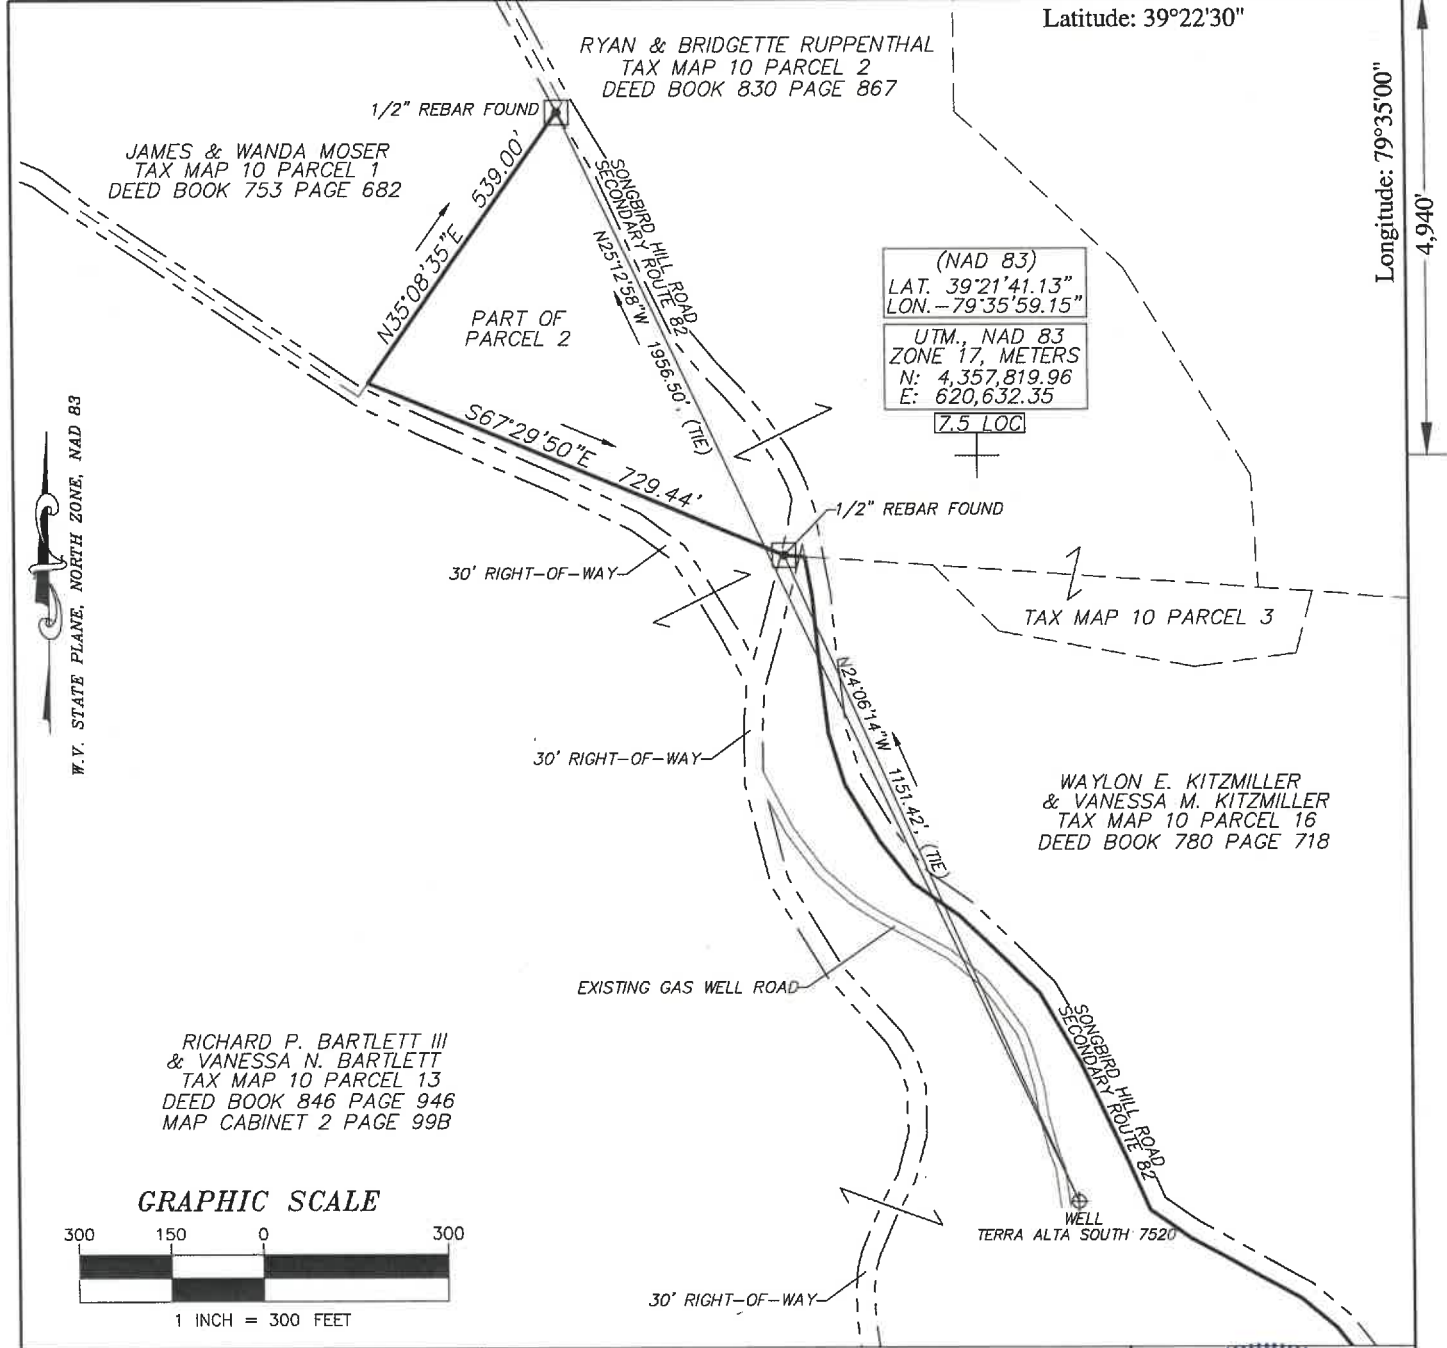 Latitude: 39°22'30"
RYAN & BRIDGETTE RUPPENTHAL
TAX MAP 10 PARCEL 2
DEED BOOK 830 PAGE 867
1/2" REBAR FOUND
JAMES & WANDA MOSER
TAX MAP 10 PARCEL 1
DEED BOOK 753 PAGE 682
Longitude: 79°35'00"
4,940'
N35°08'35"E 539.00'
SONGBIRD HILL ROAD
SECONDARY ROUTE 82
N25°12'58"W 1956.50', (TIE)
(NAD 83)
LAT. 39°21'41.13"
LON.-79°35'59.15"
UTM., NAD 83
ZONE 17, METERS
N: 4,357,819.96
E: 620,632.35
7.5 LOC
PART OF
PARCEL 2
S67°29'50"E 729.44'
W.V. STATE PLANE, NORTH ZONE, NAD 83
1/2" REBAR FOUND
30' RIGHT-OF-WAY
TAX MAP 10 PARCEL 3
N24°06'14"W 1151.42', (TIE)
30' RIGHT-OF-WAY
WAYLON E. KITZMILLER
& VANESSA M. KITZMILLER
TAX MAP 10 PARCEL 16
DEED BOOK 780 PAGE 718
EXISTING GAS WELL ROAD
SONGBIRD HILL ROAD
SECONDARY ROUTE 82
RICHARD P. BARTLETT III
& VANESSA N. BARTLETT
TAX MAP 10 PARCEL 13
DEED BOOK 846 PAGE 946
MAP CABINET 2 PAGE 99B
WELL
TERRA ALTA SOUTH 7520
GRAPHIC SCALE
300 150 0 300
1 INCH = 300 FEET
30' RIGHT-OF-WAY